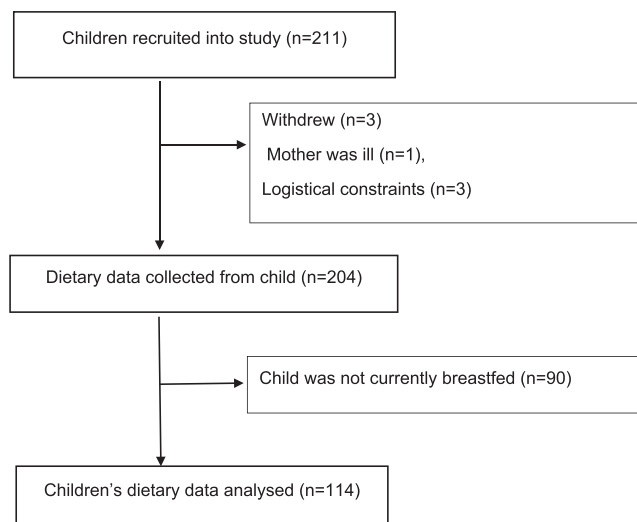 Children recruited into study (n=211)
Withdrew (n=3)
Mother was ill (n=1),
Logistical constraints (n=3)
Dietary data collected from child (n=204)
Child was not currently breastfed (n=90)
Children’s dietary data analysed (n=114)